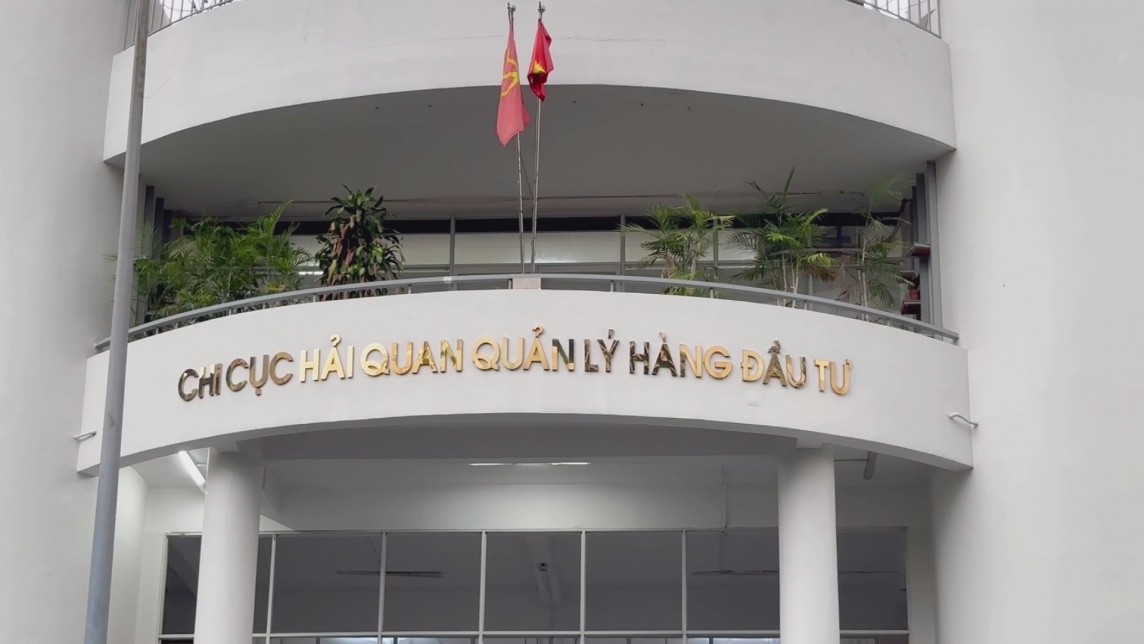 CHI CỤC HẢI QUAN QUẢN LÝ HÀNG ĐẦU TƯ